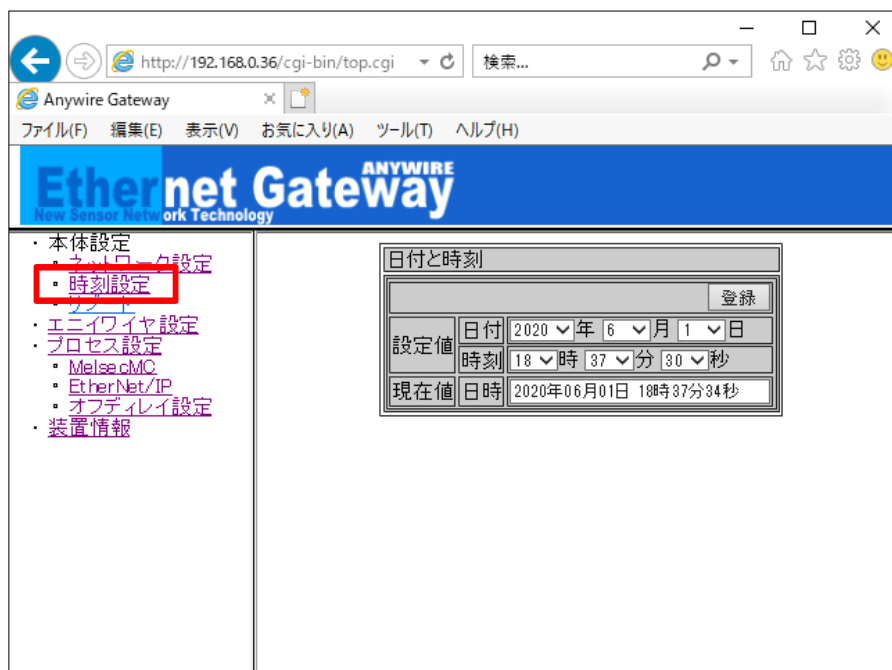 http://192.168.0.36/cgi-bin/top.cgi
検索...
Anywire Gateway
ファイル(F) 編集(E) 表示(V) お気に入り(A) ツール(T) ヘルプ(H)
Ethernet Gateway
ANYWIRE
New Sensor Network Technology
・本体設定
ネットワーク設定
時刻設定
リブート
・エニイワイヤ設定
・プロセス設定
MelsecMC
EtherNet/IP
オフディレイ設定
・装置情報
日付と時刻
登録
設定値 日付 2020 年 6 月 1 日
時刻 18 時 37 分 30 秒
現在値 日時 2020年06月01日 18時37分34秒